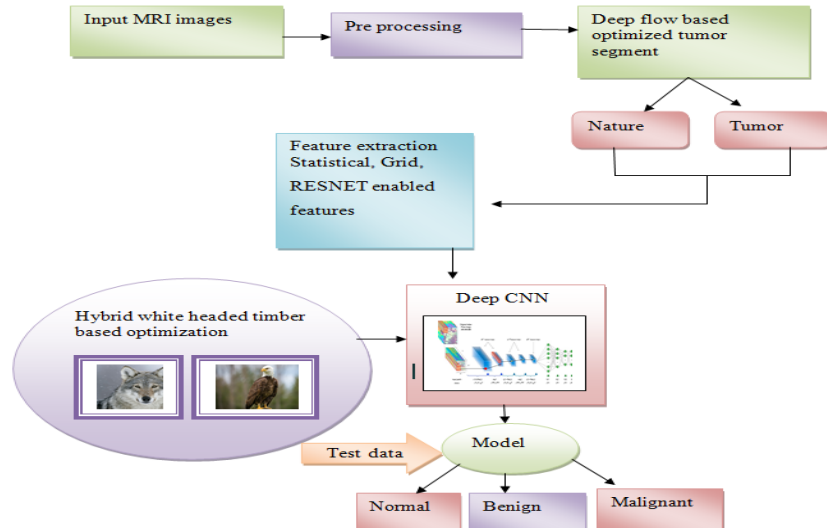 Input MRI images
Pre processing
Deep flow based
optimized tumor
segment
Nature
Tumor
Feature extraction
Statistical, Grid,
RESNET enabled
features
Deep CNN
Hybrid white headed timber
based optimization
Test data
Model
Normal
Benign
Malignant